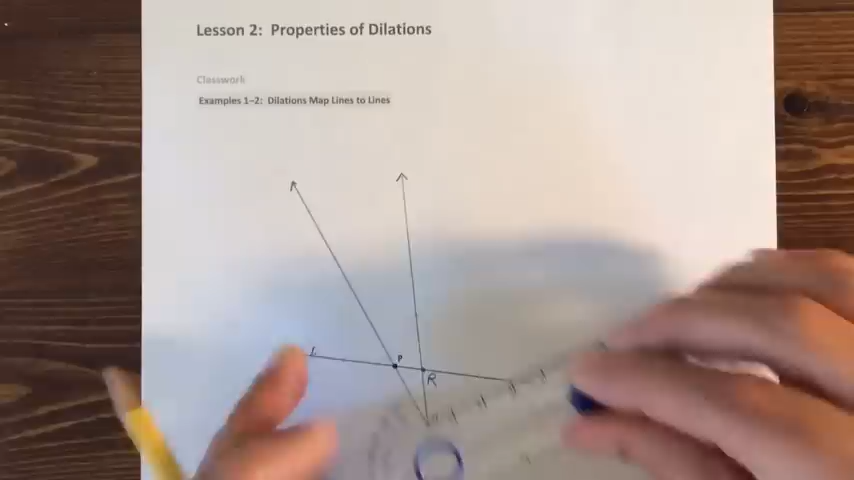 Lesson 2: Properties of Dilations
Classwork
Examples 1–2: Dilations Map Lines to Lines
L
P
R